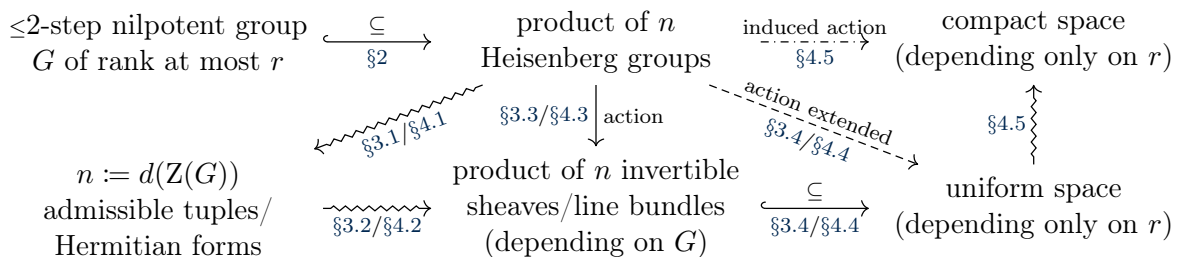 ≤2-step nilpotent group
G of rank at most r
⊆
§2
product of n
Heisenberg groups
induced action
§4.5
compact space
(depending only on r)
§3.1/§4.1
§3.3/§4.3
action
action extended
§3.4/§4.4
§4.5
n ≔ d(Z(G))
admissible tuples/
Hermitian forms
§3.2/§4.2
product of n invertible
sheaves/line bundles
(depending on G)
⊆
§3.4/§4.4
uniform space
(depending only on r)